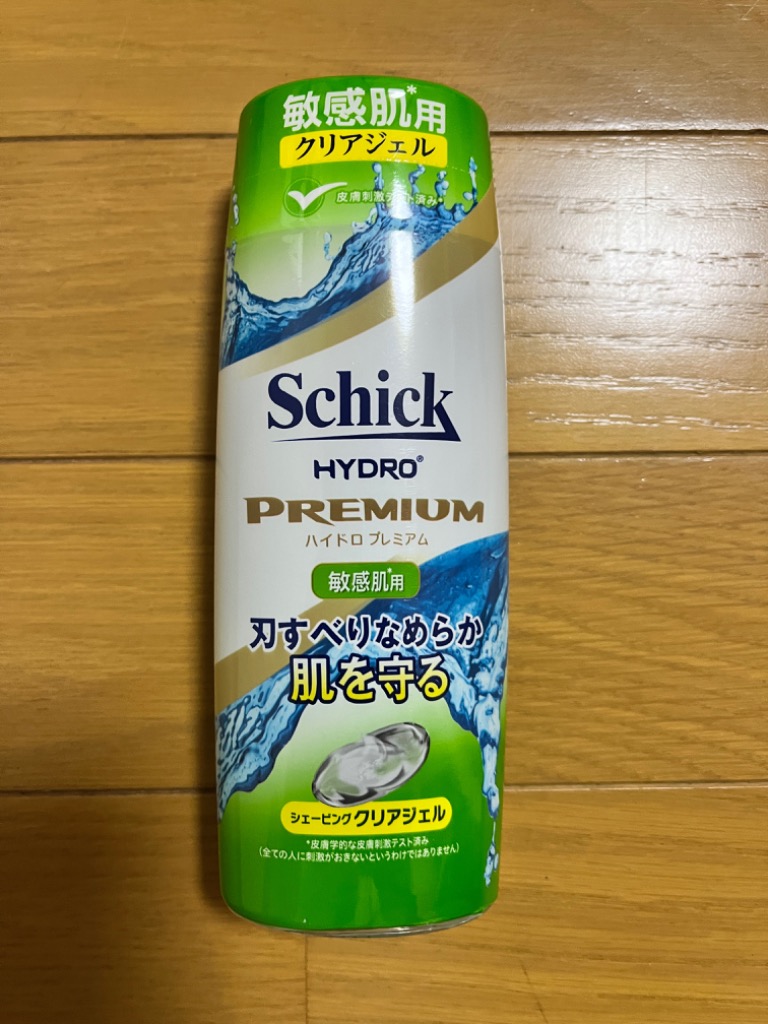 敏感肌*用
クリアジェル
皮膚刺激テスト済み*
Schick
HYDRO®
PREMIUM
ハイドロ プレミアム
敏感肌*用
刃すべりなめらか
肌を守る
シェービング クリアジェル
*皮膚学的な皮膚刺激テスト済み
(全ての人に刺激がおきないというわけではありません)